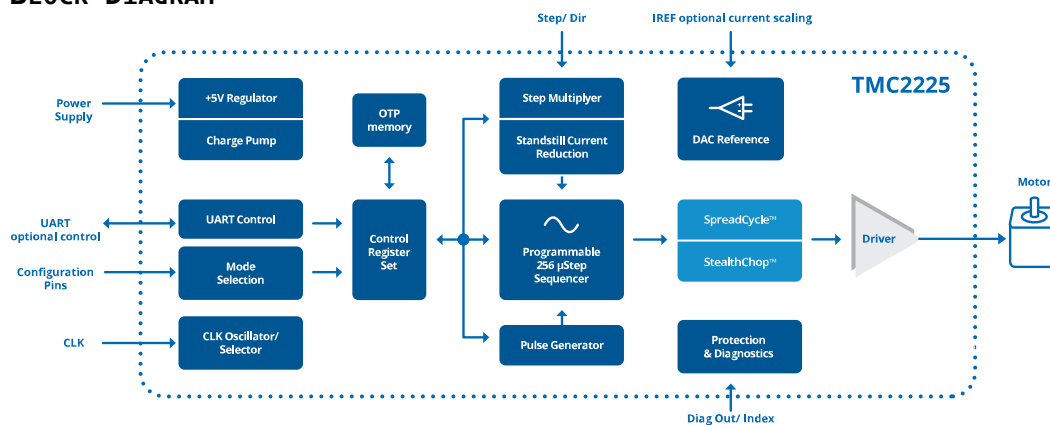 BLOCK DIAGRAM
Step/ Dir
IREF optional current scaling
TMC2225
Power
Supply
+5V Regulator
Charge Pump
OTP
memory
Step Multiplyer
Standstill Current
Reduction
DAC Reference
Motor
UART
optional control
UART Control
Configuration
Pins
Mode
Selection
Control
Register
Set
Programmable
256 µStep
Sequencer
SpreadCycle™
StealthChop™
Driver
CLK
CLK Oscillator/
Selector
Pulse Generator
Protection
& Diagnostics
Diag Out/ Index